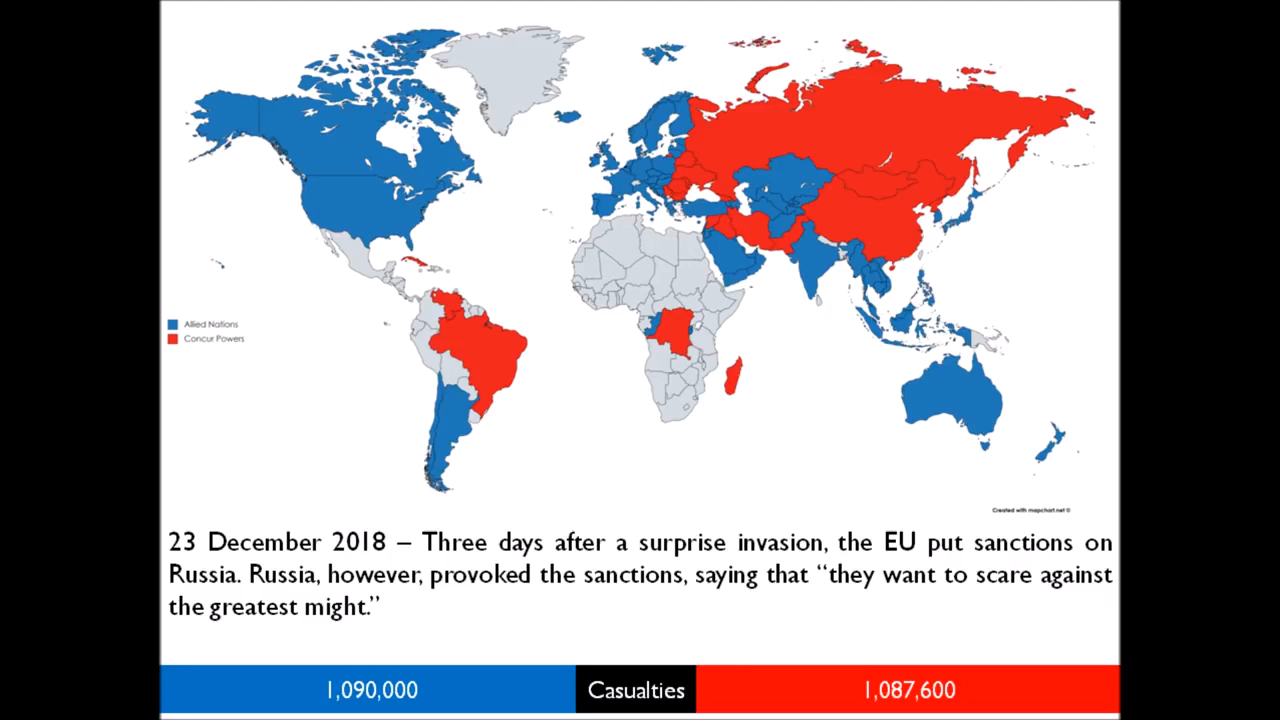 Allied Nations
Concur Powers
Created with mapchart.net ©
23 December 2018 – Three days after a surprise invasion, the EU put sanctions on
Russia. Russia, however, provoked the sanctions, saying that “they want to scare against
the greatest might.”
1,090,000
Casualties
1,087,600